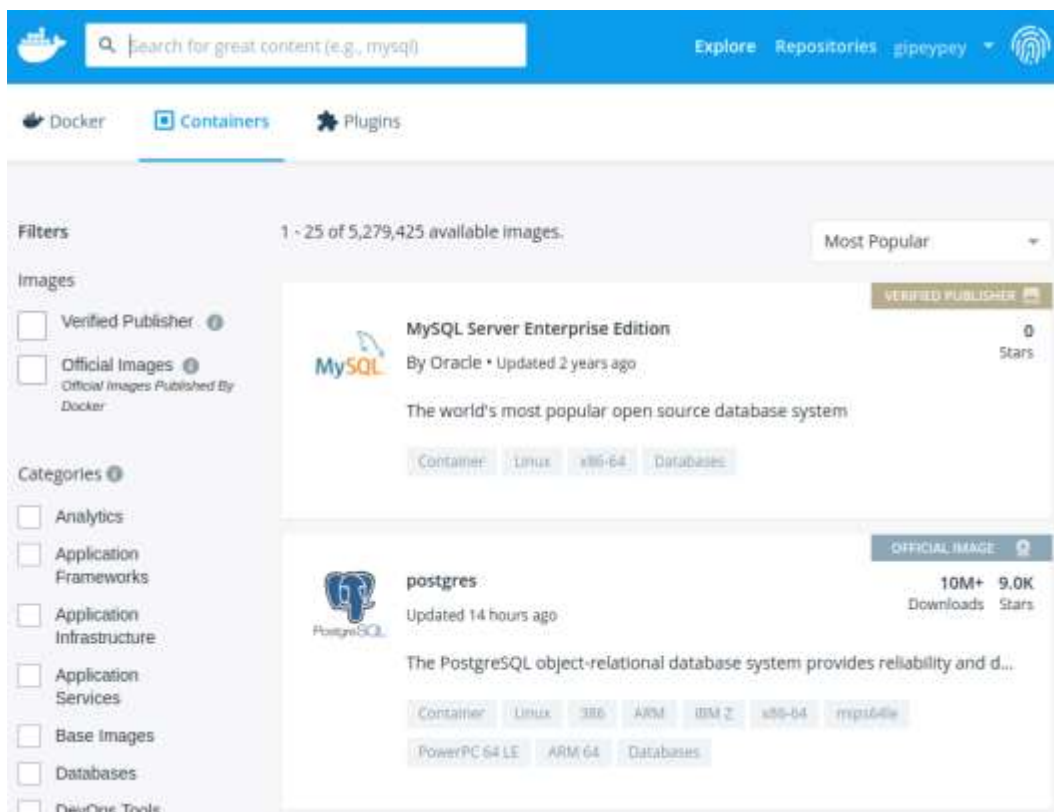 Search for great content (e.g., mysql)
Explore Repositories gipeypey
Docker Containers Plugins
Filters
1 - 25 of 5,279,425 available images.
Most Popular
Images
Verified Publisher
Official Images
Official Images Published By
Docker
Categories
Analytics
Application
Frameworks
Application
Infrastructure
Application
Services
Base Images
Databases
DevOps Tools
VERIFIED PUBLISHER
MySQL
MySQL Server Enterprise Edition
0
Stars
By Oracle • Updated 2 years ago
The world's most popular open source database system
Container Linux x86-64 Databases
OFFICIAL IMAGE
PostgreSQL
postgres
10M+ 9.0K
Downloads Stars
Updated 14 hours ago
The PostgreSQL object-relational database system provides reliability and d...
Container Linux 386 ARM IBM Z x86-64 mips64le
PowerPC 64 LE ARM 64 Databases